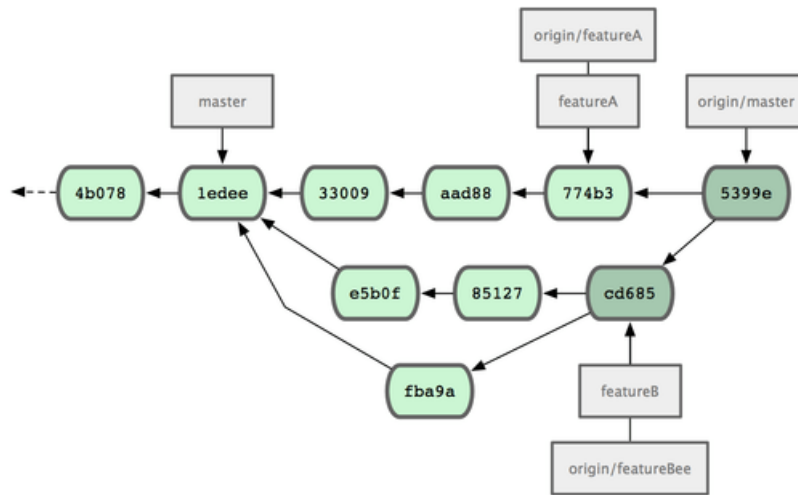 origin/featureA
master
featureA
origin/master
4b078
1edee
33009
aad88
774b3
5399e
e5b0f
85127
cd685
fba9a
featureB
origin/featureBee